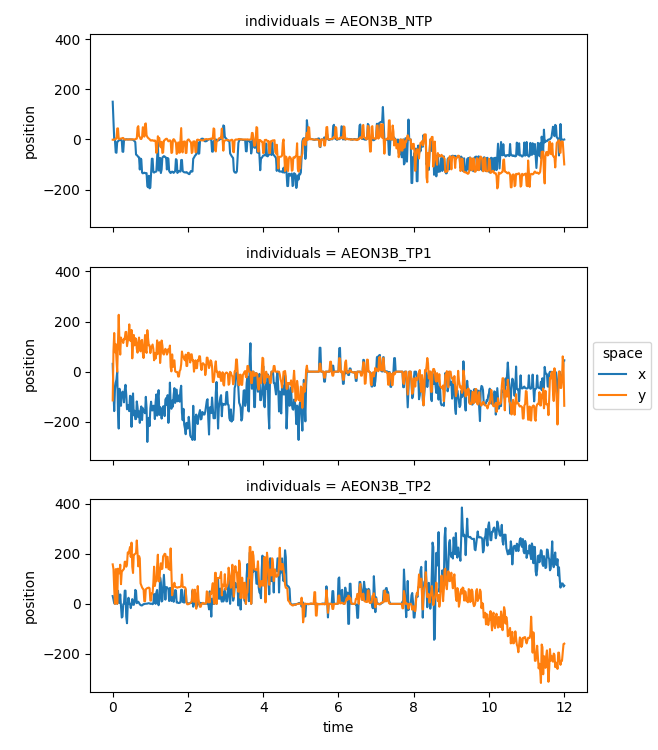 individuals = AEON3B_NTP
400
200
0
−200
position
individuals = AEON3B_TP1
400
200
0
−200
position
space
x
y
individuals = AEON3B_TP2
400
200
0
−200
position
0 2 4 6 8 10 12
time